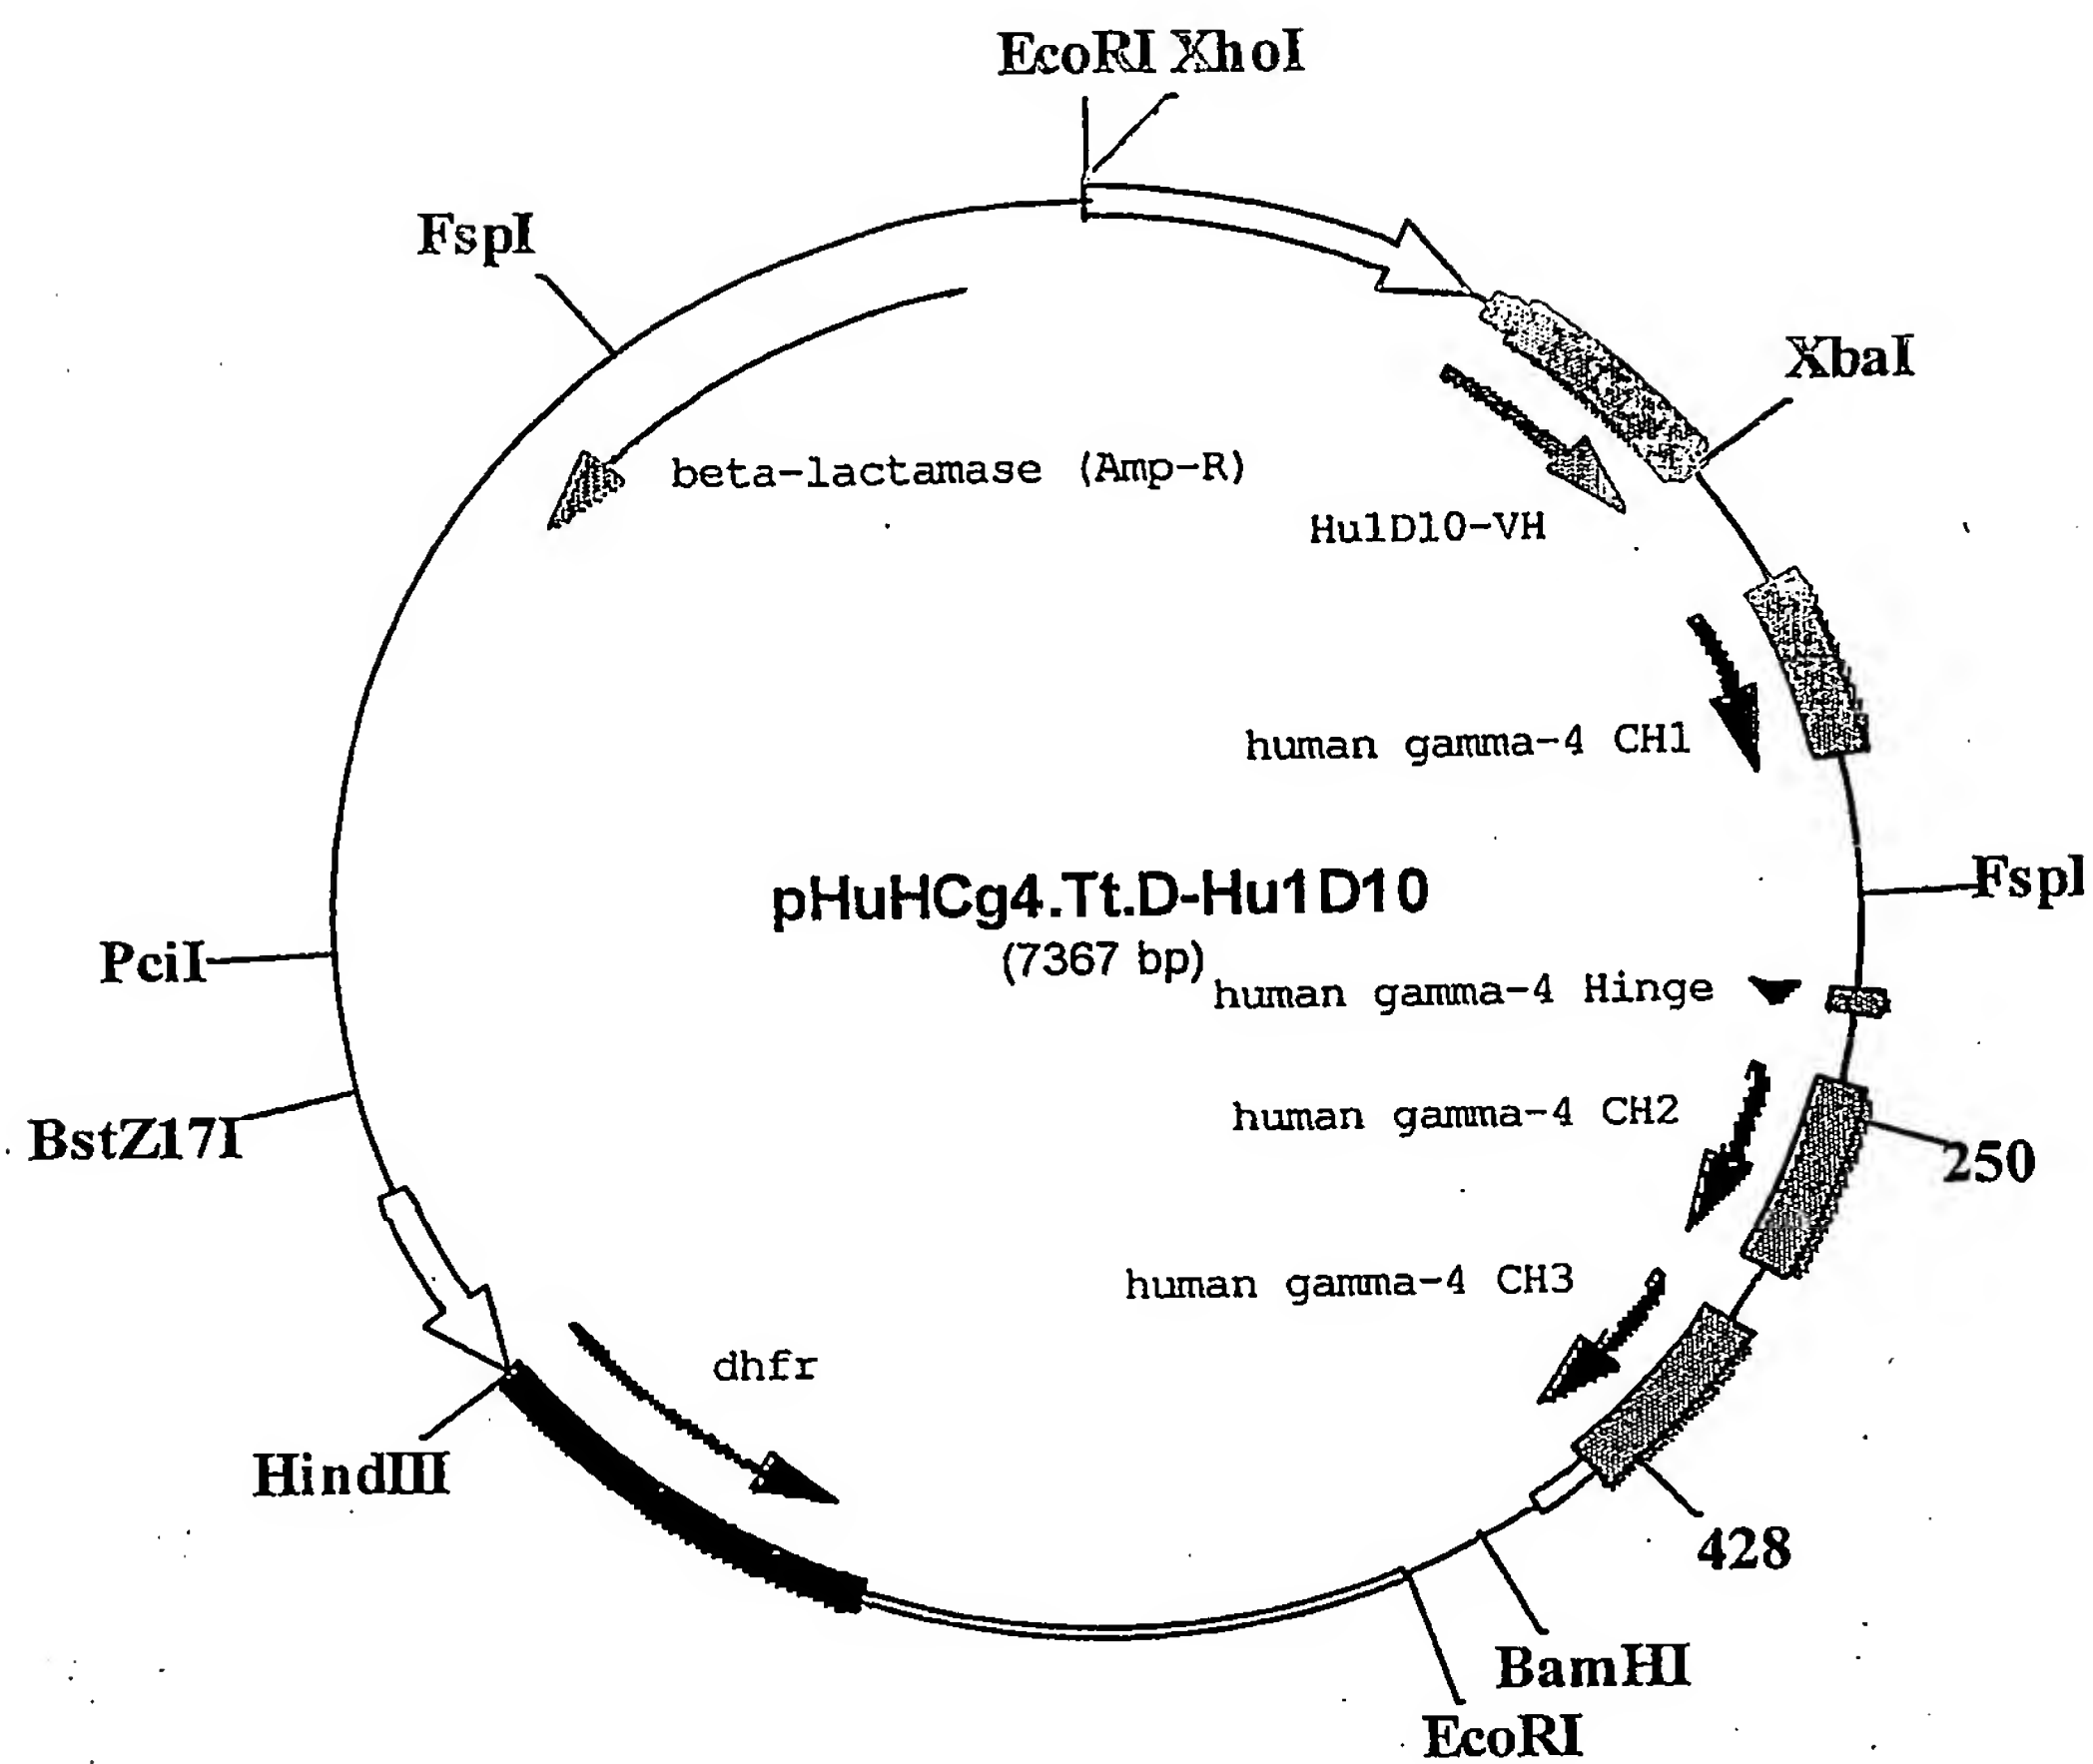 EcoRI XhoI
FspI
XbaI
beta-lactamase (Amp-R)
Hu1D10-VH
human gamma-4 CH1
pHuHCg4.Tt.D-Hu1D10
(7367 bp)
FspI
PciI
human gamma-4 Hinge
human gamma-4 CH2
BstZ17I
250
human gamma-4 CH3
dhfr
HindIII
428
BamHI
EcoRI